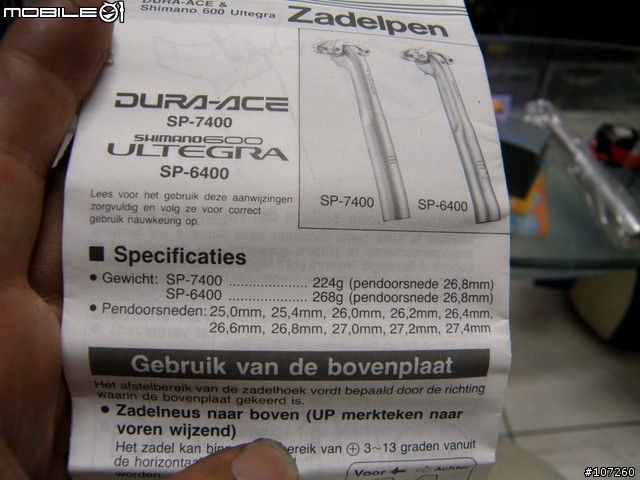 MOBILE01
DURA-ACE &
Shimano 600 Ultegra
Zadelpen
DURA-ACE
SP-7400
SHIMANO 600
ULTEGRA
SP-6400
Lees voor het gebruik deze aanwijzingen
zorgvuldig en volg ze voor correct
gebruik nauwkeurig op.
SP-7400
SP-6400
■ Specificaties
• Gewicht: SP-7400 .................. 224g (pendoorsnede 26,8mm)
SP-6400 .................. 268g (pendoorsnede 26,8mm)
• Pendoorsneden: 25,0mm, 25,4mm, 26,0mm, 26,2mm, 26,4mm,
26,6mm, 26,8mm, 27,0mm, 27,2mm, 27,4mm
Gebruik van de bovenplaat
Het afstelbereik van de zadelhoek vordt bepaald door de richting
waarin de bovenplaat gekeerd is.
• Zadelneus naar boven (UP merkteken naar
voren wijzend)
Het zadel kan bereik van ⊕ 3~13 graden vanuit
de
worden.
Voor Achter
#107260